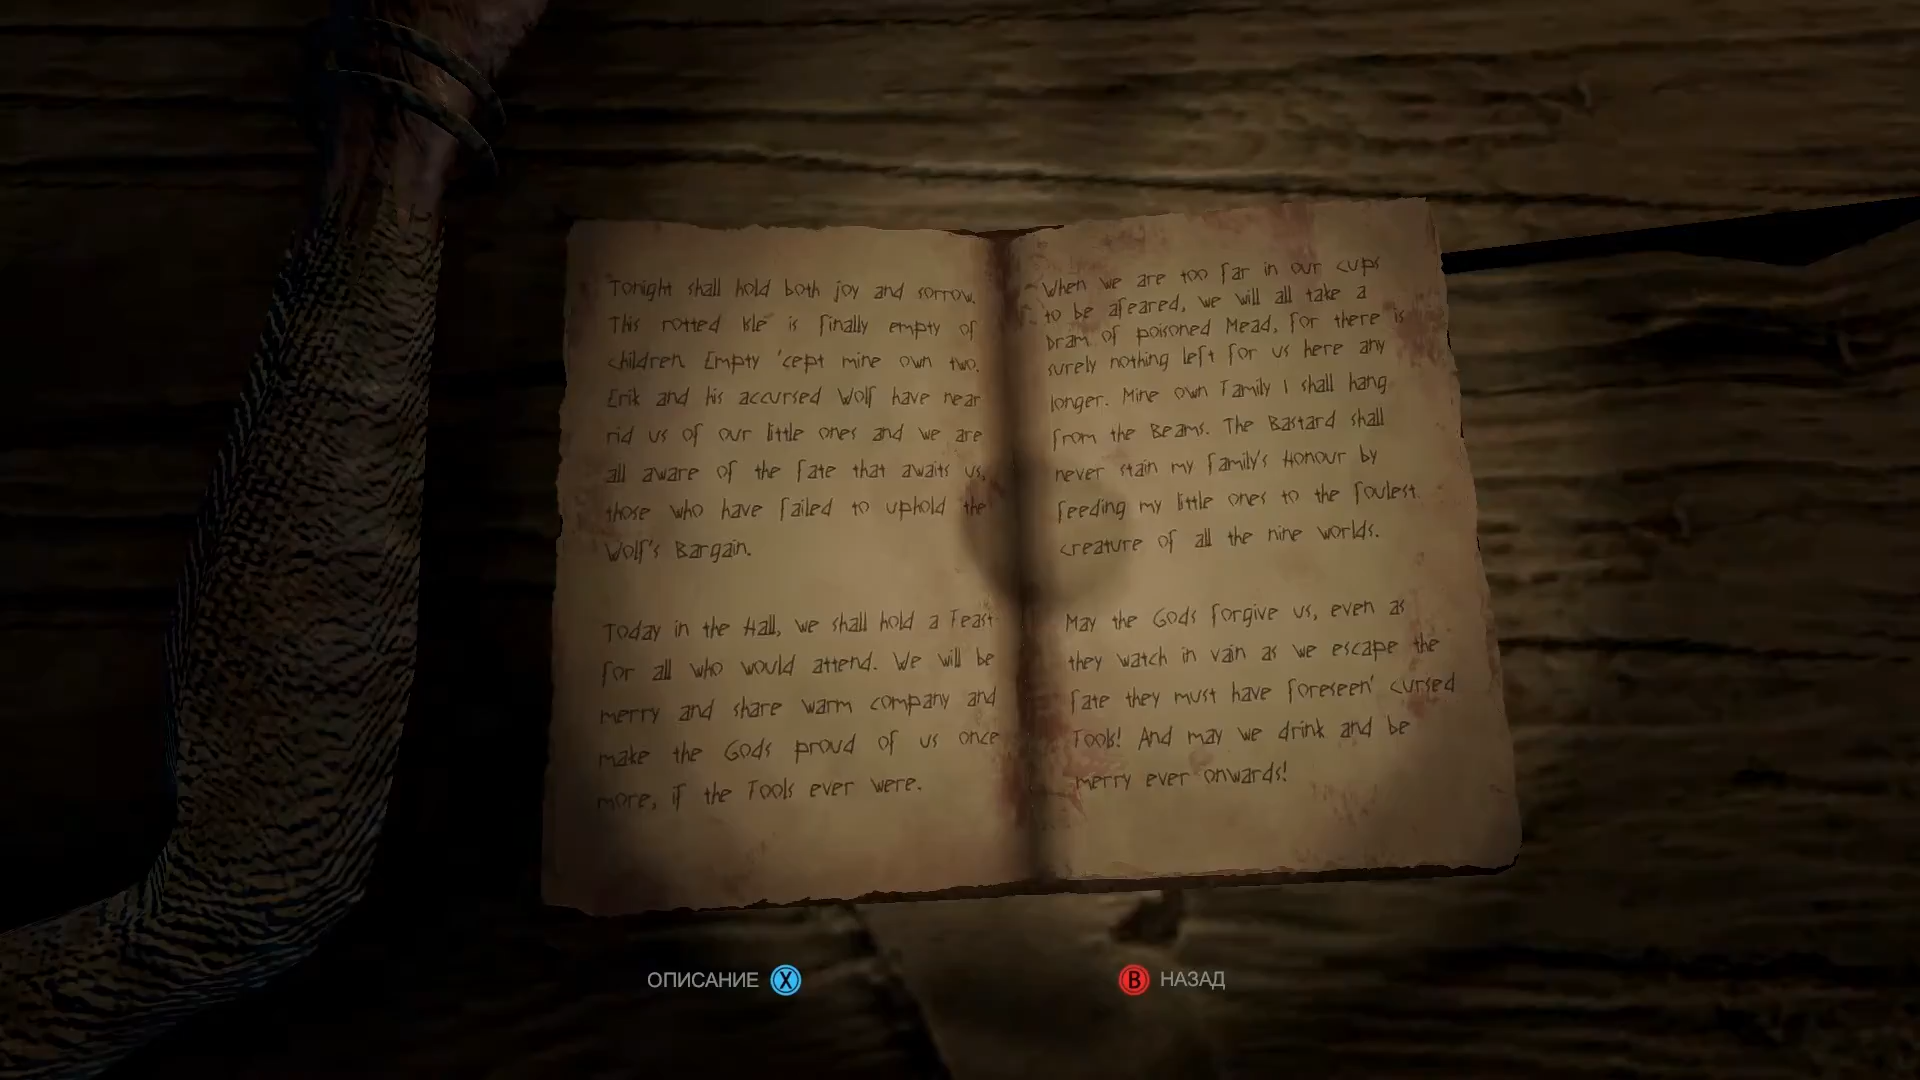 Tonight shall hold both joy and sorrow.
This rotted Isle is finally empty of
children. Empty 'cept mine own two.
Erik and his accursed Wolf have near
rid us of our little ones and we are
all aware of the fate that awaits us,
those who have failed to uphold the
Wolf's Bargain.
Today in the Hall, we shall hold a Feast
for all who would attend. We will be
merry and share warm company and
make the Gods proud of us once
more, if the Fools ever were.
When we are too far in our cups
to be afeared, we will all take a
Dram of poisoned Mead, for there is
surely nothing left for us here any
longer. Mine own Family I shall hang
from the Beams. The Bastard shall
never stain my family's Honour by
feeding my little ones to the foulest
creature of all the nine worlds.
May the Gods forgive us, even as
they watch in vain as we escape the
fate they must have foreseen' cursed
Fools! And may we drink and be
merry ever onwards!
ОПИСАНИЕ X
B НАЗАД